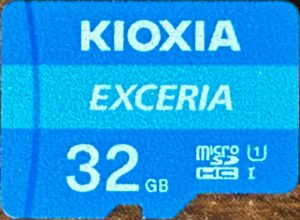 KIOXIA
EXCERIA
32 GB
micro SD HC I U1